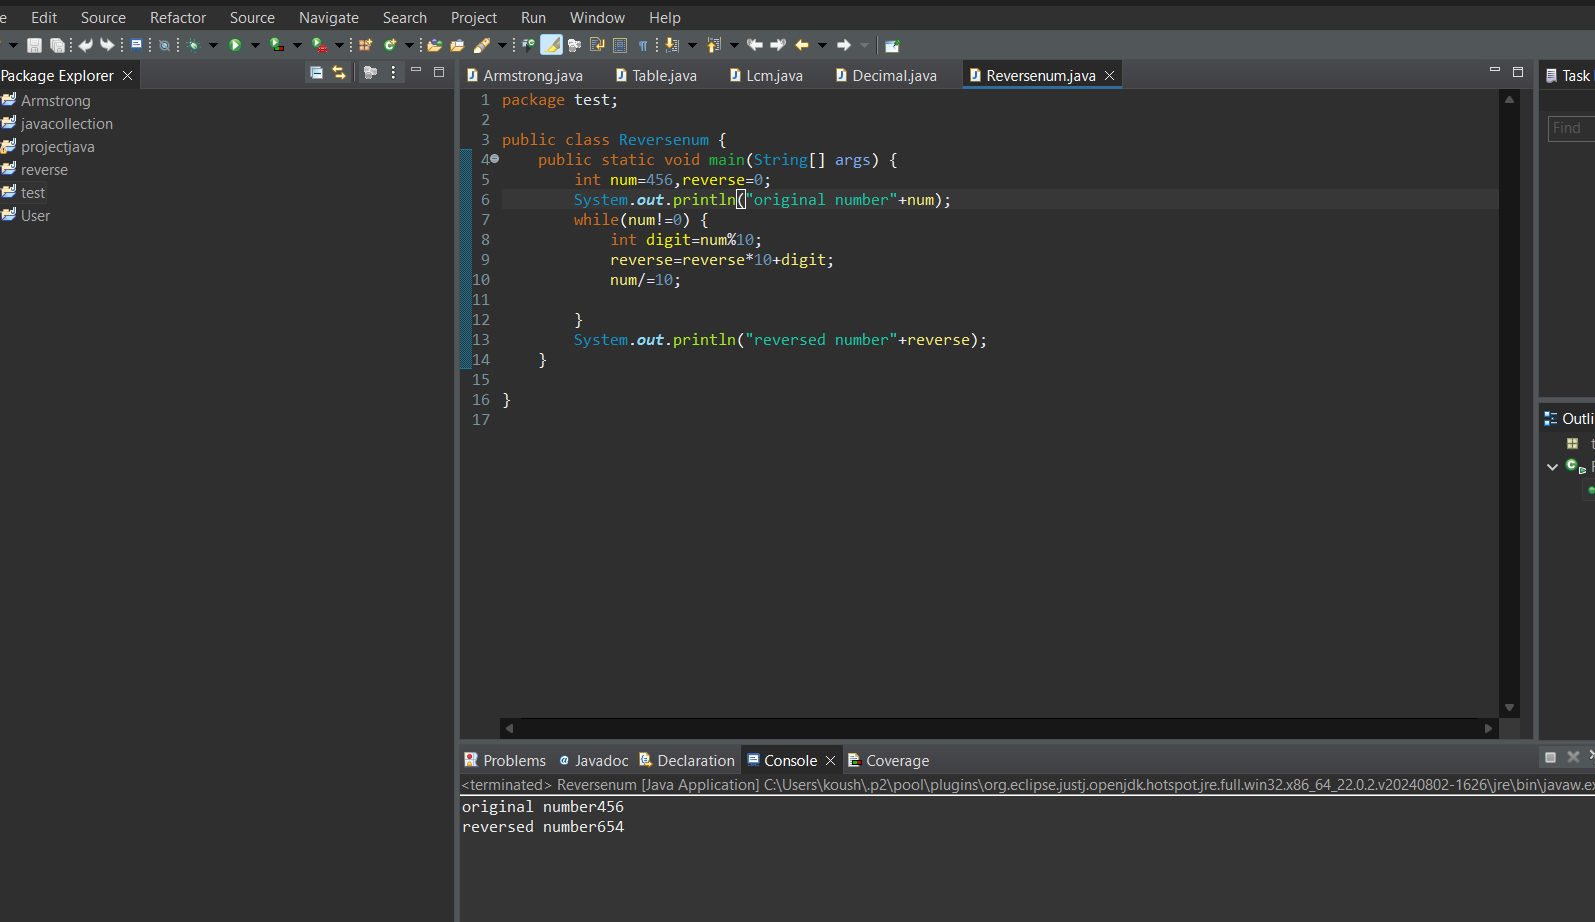 e Edit Source Refactor Source Navigate Search Project Run Window Help
Package Explorer
Armstrong
javacollection
projectjava
reverse
test
User
Armstrong.java Table.java Lcm.java Decimal.java Reversenum.java
1 package test;
2
3 public class Reversenum {
4 public static void main(String[] args) {
5 int num=456,reverse=0;
6 System.out.println("original number"+num);
7 while(num!=0) {
8 int digit=num%10;
9 reverse=reverse*10+digit;
10 num/=10;
11
12 }
13 System.out.println("reversed number"+reverse);
14 }
15
16 }
17
Task
Find
Outli
Problems Javadoc Declaration Console Coverage
<terminated> Reversenum [Java Application] C:\Users\koush\.p2\pool\plugins\org.eclipse.justj.openjdk.hotspot.jre.full.win32.x86_64_22.0.2.v20240802-1626\jre\bin\javaw.ex
original number456
reversed number654